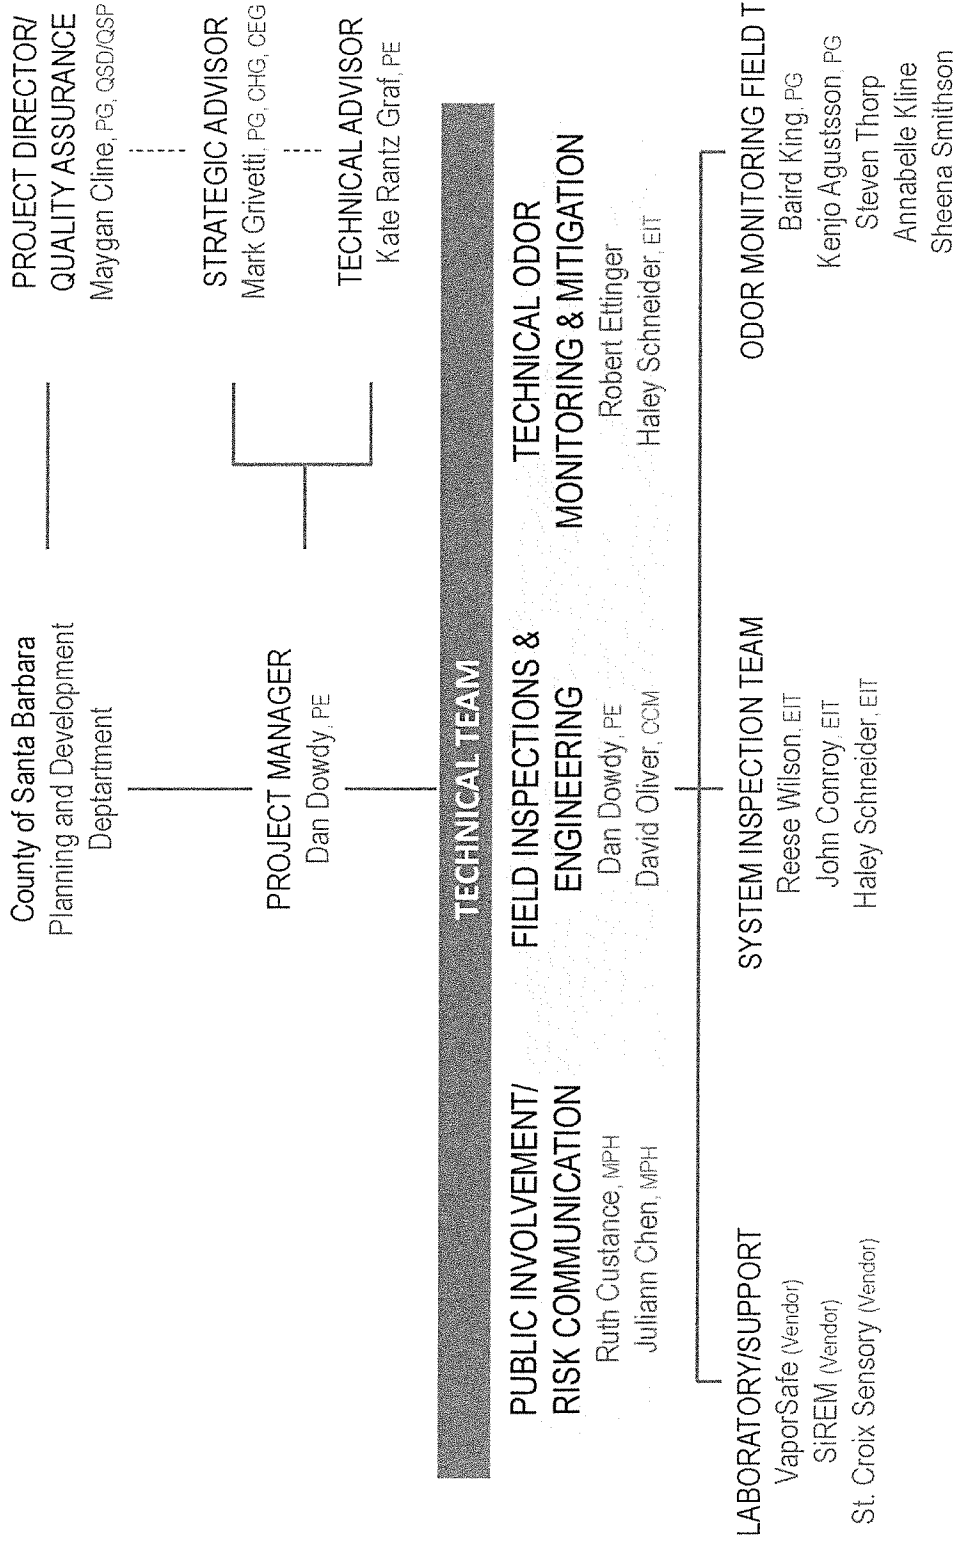 County of Santa Barbara
Planning and Development
Deptartment
PROJECT DIRECTOR/
QUALITY ASSURANCE
Maygan Cline, PG, QSD/QSP
PROJECT MANAGER
Dan Dowdy, PE
STRATEGIC ADVISOR
Mark Grivetti, PG, CHG, CEG
TECHNICAL ADVISOR
Kate Rantz Graf, PE
TECHNICAL TEAM
PUBLIC INVOLVEMENT/
RISK COMMUNICATION
Ruth Custance, MPH
Juliann Chen, MPH
FIELD INSPECTIONS &
ENGINEERING
Dan Dowdy, PE
David Oliver, CCM
TECHNICAL ODOR
MONITORING & MITIGATION
Robert Ettinger
Haley Schneider, EIT
LABORATORY/SUPPORT
VaporSafe (Vendor)
SiREM (Vendor)
St. Croix Sensory (Vendor)
SYSTEM INSPECTION TEAM
Reese Wilson, EIT
John Conroy, EIT
Haley Schneider, EIT
ODOR MONITORING FIELD T
Baird King, PG
Kenjo Agustsson, PG
Steven Thorp
Annabelle Kline
Sheena Smithson